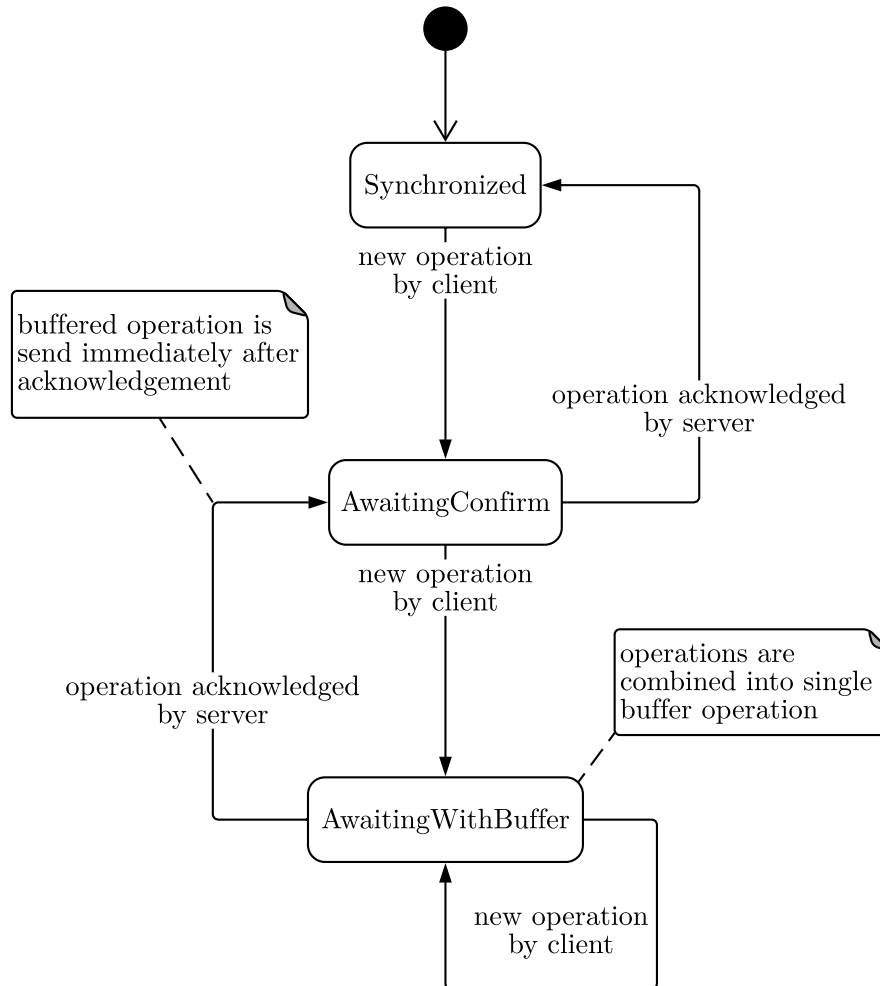 Synchronized
new operation
by client
buffered operation is
send immediately after
acknowledgement
operation acknowledged
by server
AwaitingConfirm
new operation
by client
operations are
combined into single
buffer operation
operation acknowledged
by server
AwaitingWithBuffer
new operation
by client